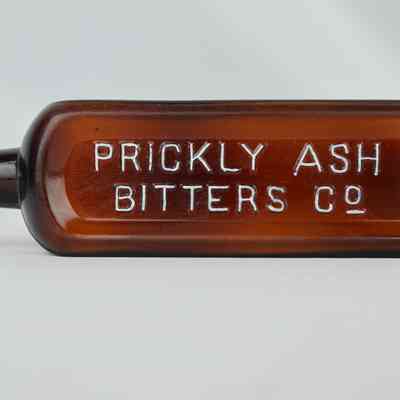 PRICKLY ASH
BITTERS Cº